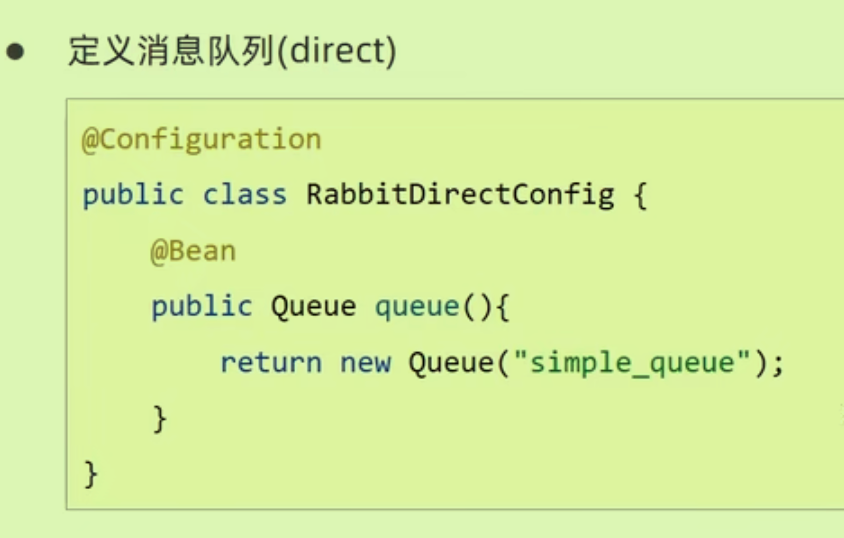 ● 定义消息队列(direct)
@Configuration
public class RabbitDirectConfig {
    @Bean
    public Queue queue(){
        return new Queue("simple_queue");
    }
}